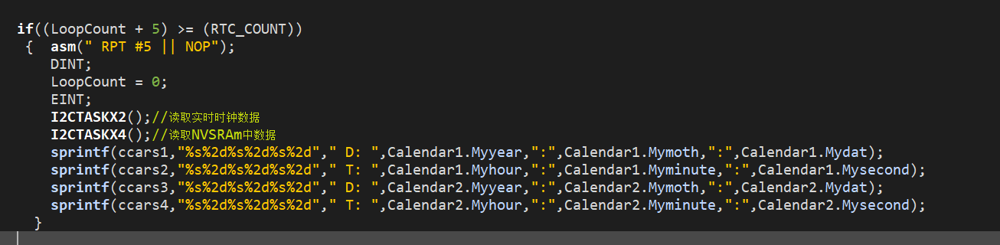 if((LoopCount + 5) >= (RTC_COUNT))
{ asm(" RPT #5 || NOP");
DINT;
LoopCount = 0;
EINT;
I2CTASKX2();//读取实时时钟数据
I2CTASKX4();//读取NVSRAm中数据
sprintf(ccars1,"%s%2d%s%2d%s%2d"," D: ",Calendar1.Myyear,":",Calendar1.Mymoth,":",Calendar1.Mydat);
sprintf(ccars2,"%s%2d%s%2d%s%2d"," T: ",Calendar1.Myhour,":",Calendar1.Myminute,":",Calendar1.Mysecond);
sprintf(ccars3,"%s%2d%s%2d%s%2d"," D: ",Calendar2.Myyear,":",Calendar2.Mymoth,":",Calendar2.Mydat);
sprintf(ccars4,"%s%2d%s%2d%s%2d"," T: ",Calendar2.Myhour,":",Calendar2.Myminute,":",Calendar2.Mysecond);
}